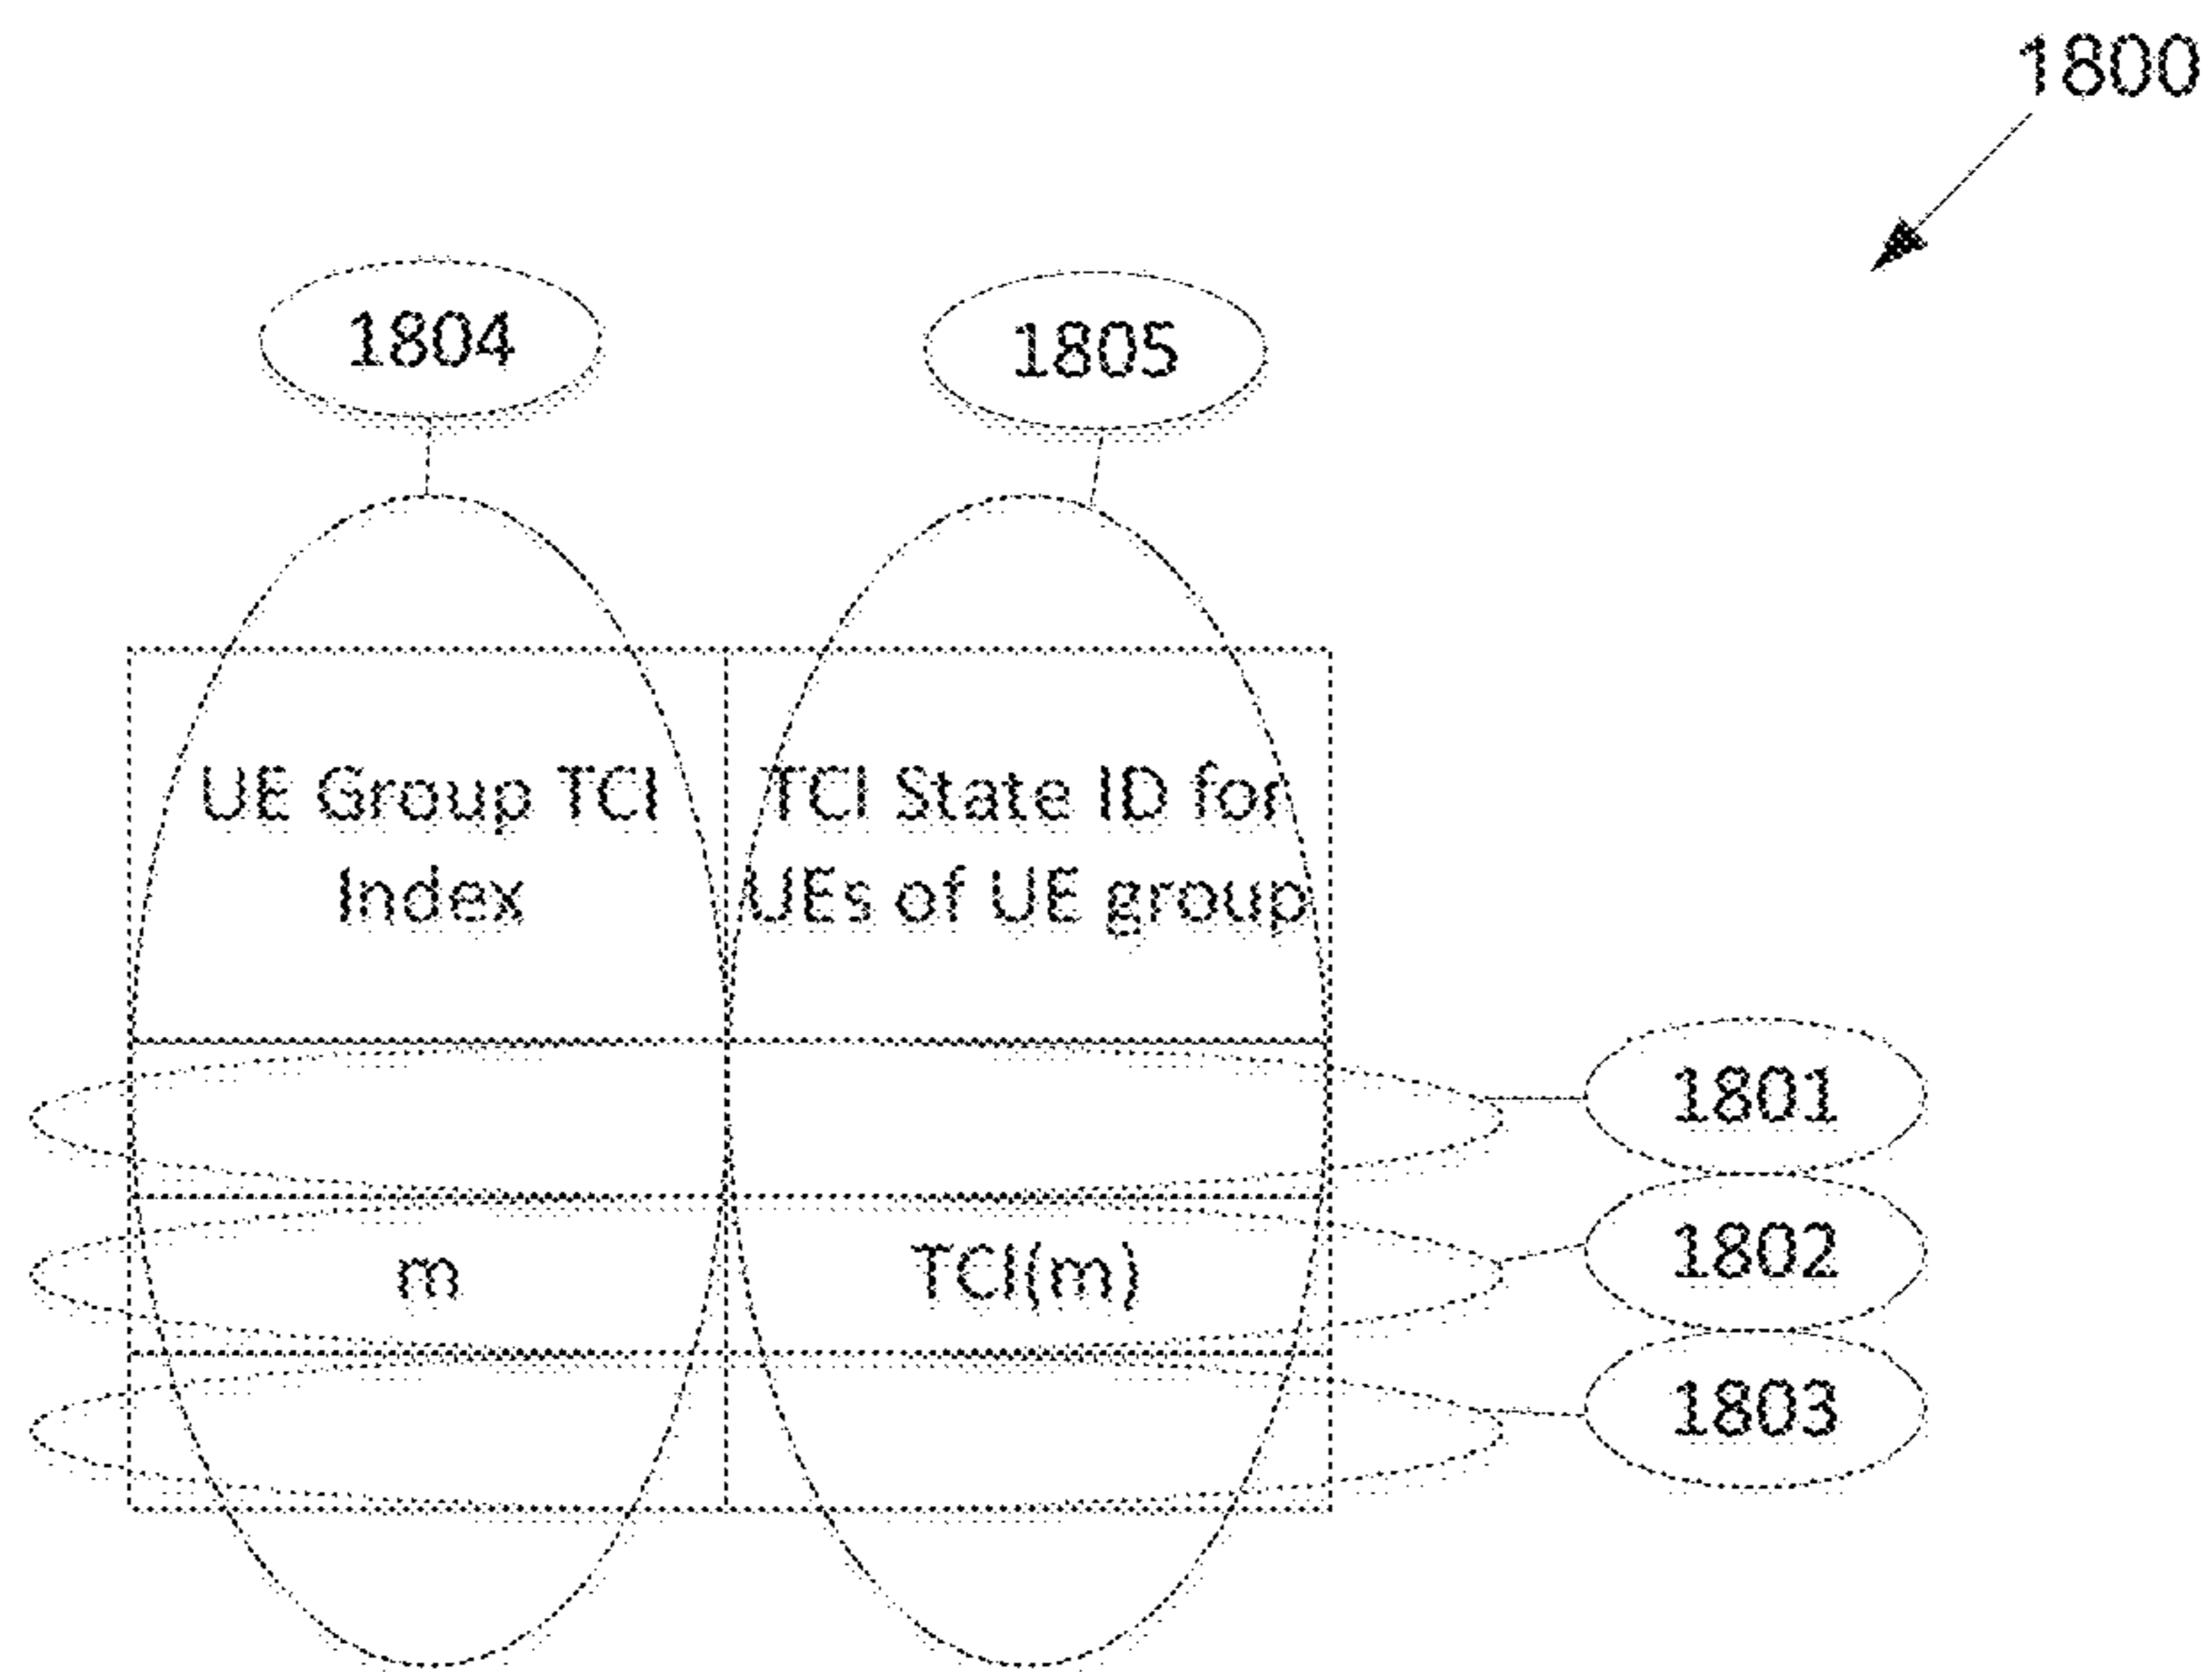 1800
1804
1805
UE Group TCI
Index
TCI State ID for
UEs of UE group
1801
m
TCI(m)
1802
1803